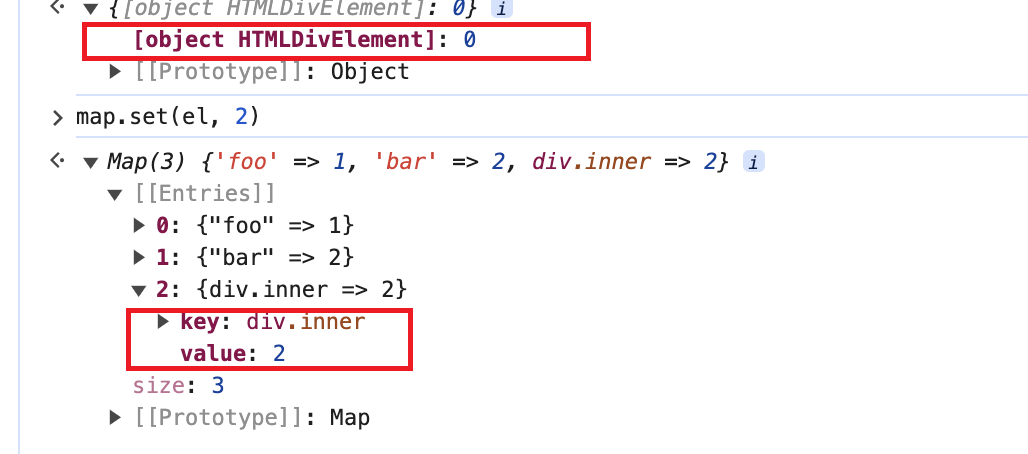 {[object HTMLDivElement]: 0} i
[object HTMLDivElement]: 0
[[Prototype]]: Object
map.set(el, 2)
Map(3) {'foo' => 1, 'bar' => 2, div.inner => 2} i
[[Entries]]
0: {"foo" => 1}
1: {"bar" => 2}
2: {div.inner => 2}
key: div.inner
value: 2
size: 3
[[Prototype]]: Map